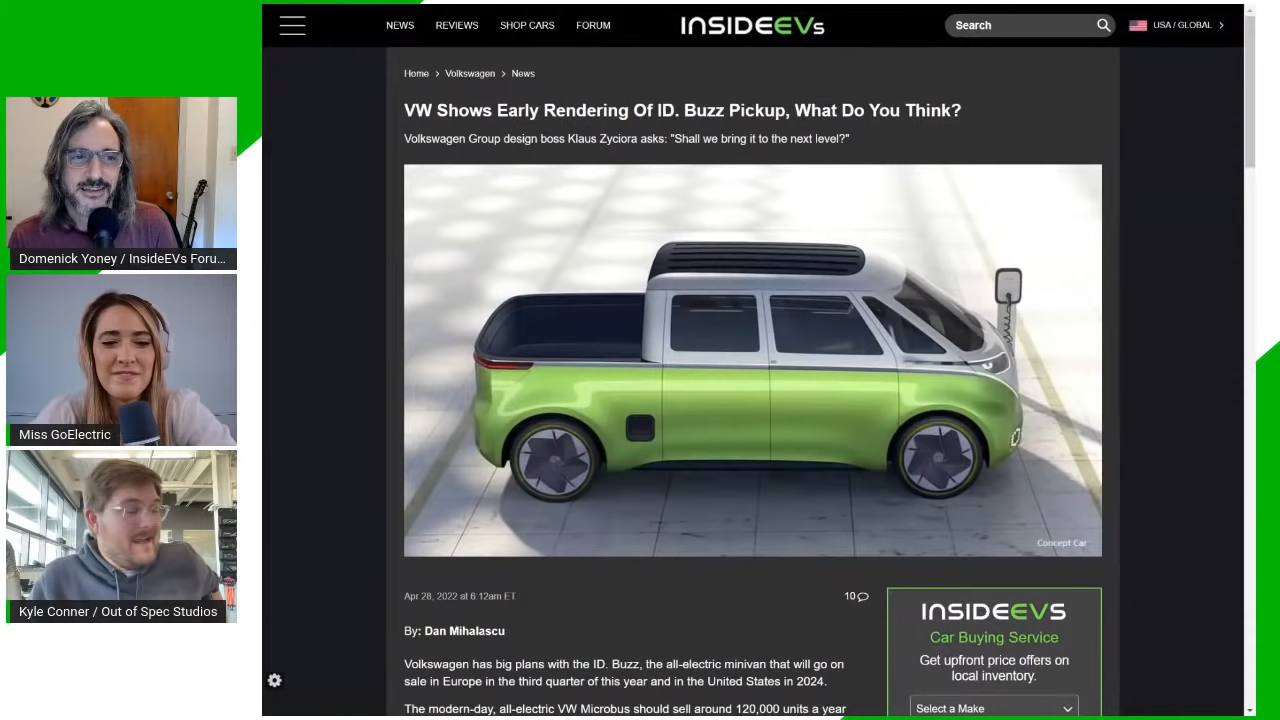 NEWS REVIEWS SHOP CARS FORUM
INSIDEEVs
Search
USA / GLOBAL
Home > Volkswagen > News
VW Shows Early Rendering Of ID. Buzz Pickup, What Do You Think?
Volkswagen Group design boss Klaus Zyciora asks: "Shall we bring it to the next level?"
Domenick Yoney / InsideEVs Foru...
Miss GoElectric
Kyle Conner / Out of Spec Studios
Concept Car
Apr 28, 2022 at 6:12am ET
10
By: Dan Mihalascu
Volkswagen has big plans with the ID. Buzz, the all-electric minivan that will go on
sale in Europe in the third quarter of this year and in the United States in 2024.
The modern-day, all-electric VW Microbus should sell around 120,000 units a year
INSIDEEVs
Car Buying Service
Get upfront price offers on
local inventory.
Select a Make